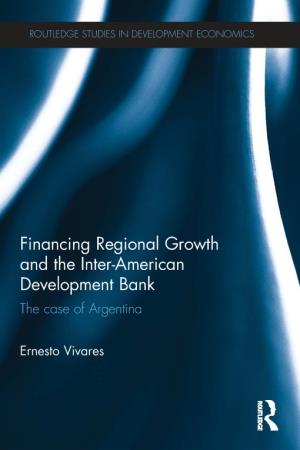 ROUTLEDGE STUDIES IN DEVELOPMENT ECONOMICS
Financing Regional Growth
and the Inter-American
Development Bank
The case of Argentina
Ernesto Vivares
ROUTLEDGE